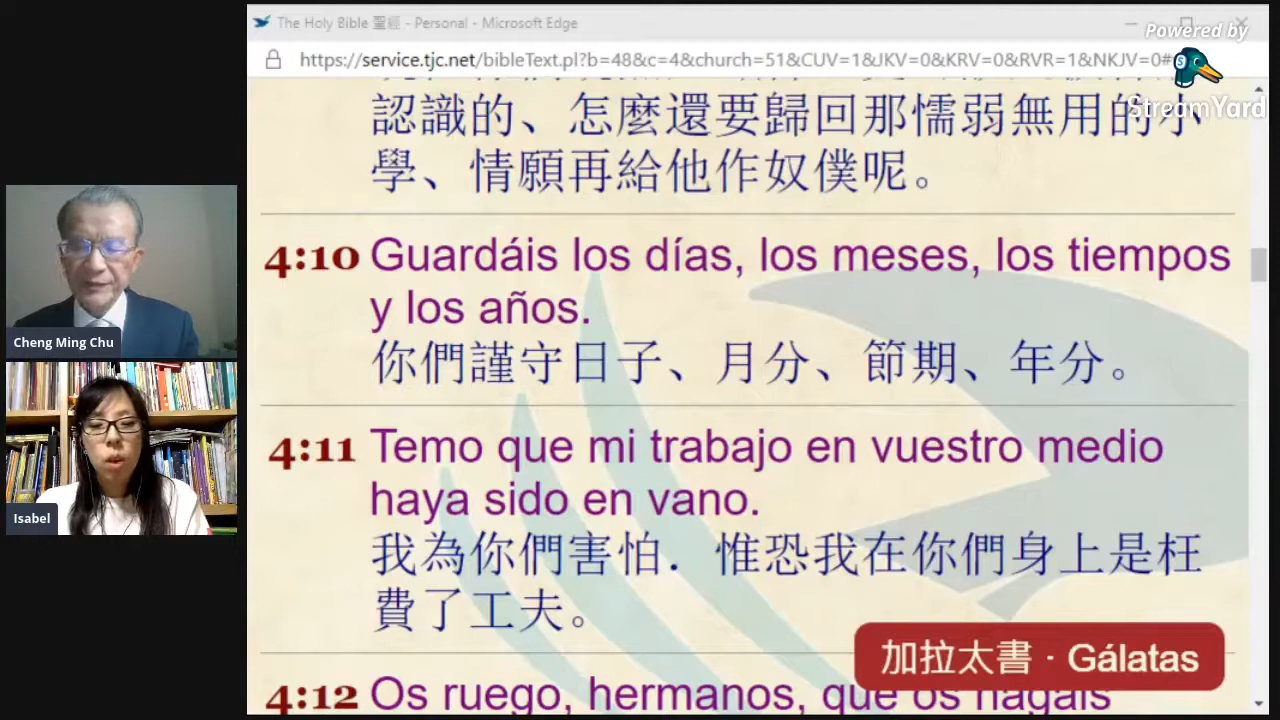 The Holy Bible 聖經 - Personal - Microsoft Edge
Powered by
StreamYard
https://service.tjc.net/bibleText.pl?b=48&c=4&church=51&CUV=1&JKV=0&KRV=0&RVR=1&NKJV=0#
認識的、怎麼還要歸回那懦弱無用的小
學、情願再給他作奴僕呢。
4:10 Guardáis los días, los meses, los tiempos
y los años.
你們謹守日子、月分、節期、年分。
4:11 Temo que mi trabajo en vuestro medio
haya sido en vano.
我為你們害怕．惟恐我在你們身上是枉
費了工夫。
4:12 Os ruego, hermanos, que os hagáis
加拉太書 · Gálatas
Cheng Ming Chu
Isabel